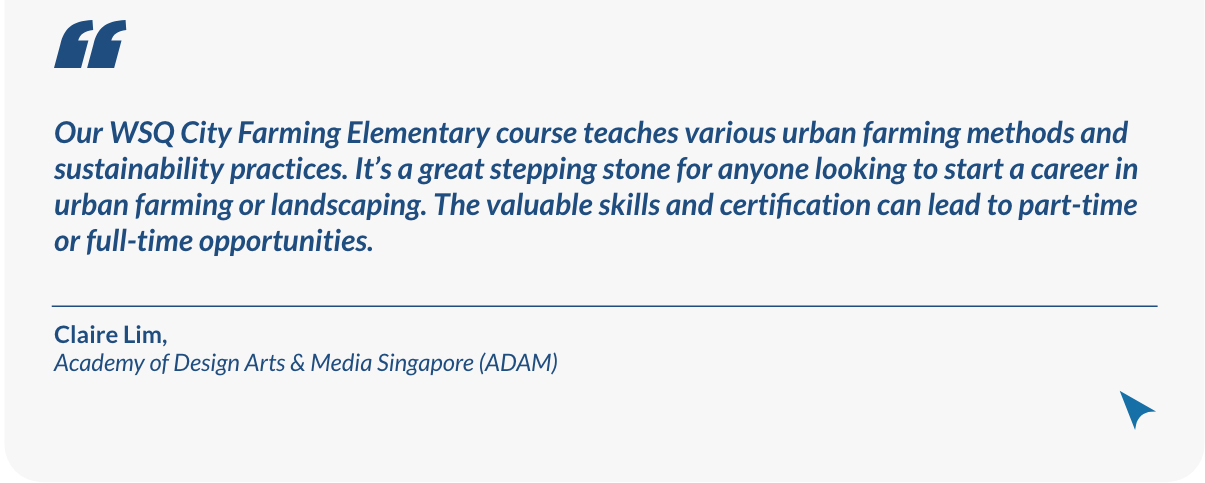 Our WSQ City Farming Elementary course teaches various urban farming methods and
sustainability practices. It’s a great stepping stone for anyone looking to start a career in
urban farming or landscaping. The valuable skills and certification can lead to part-time
or full-time opportunities.
Claire Lim,
Academy of Design Arts & Media Singapore (ADAM)